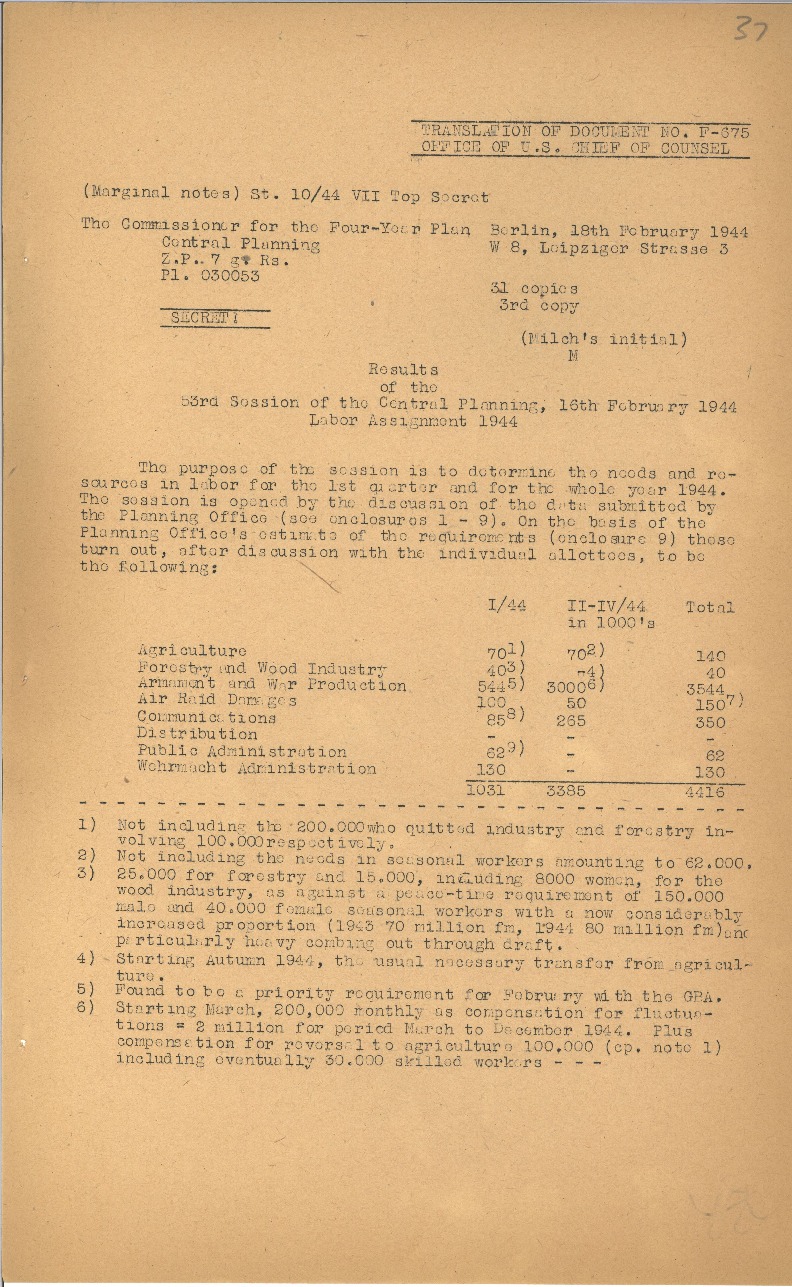 37
TRANSLATION OF DOCUMENT NO. F-675
OFFICE OF U.S. CHIEF OF COUNSEL
(Marginal notes) St. 10/44 VII Top Secret
The Commissioner for the Four-Year Plan Berlin, 18th February 1944
Central Planning W 8, Leipziger Strasse 3
Z.P. 7 g Rs.
Pl. 030053
31 copies
3rd copy
SECRET!
(Milch's initial)
M
Results
of the
53rd Session of the Central Planning, 16th February 1944
Labor Assignment 1944
The purpose of the session is to determine the needs and re-
sources in labor for the 1st quarter and for the whole year 1944.
The session is opened by the discussion of the data submitted by
the Planning Office (see enclosures 1 - 9). On the basis of the
Planning Office's estimate of the requirements (enclosure 9) these
turn out, after discussion with the individual allottees, to be
the following:
I/44 II-IV/44 Total
in 1000's
Agriculture 70 1) 70 2) 140
Forestry and Wood Industry 40 3) -4) 40
Armament and War Production 544 5) 3000 6) 3544
Air Raid Damages 100 50 150 7)
Communications 85 8) 265 350
Distribution - - -
Public Administration 62 9) - 62
Wehrmacht Administration 130 - 130
1031 3385 4416
1) Not including the 200.000 who quitted industry and forestry in-
volving 100.000 respectively.
2) Not including the needs in seasonal workers amounting to 62.000.
3) 25.000 for forestry and 15.000, including 8000 women, for the
wood industry, as against a peace-time requirement of 150.000
male and 40.000 female seasonal workers with a now considerably
increased proportion (1943 70 million fm, 1944 80 million fm) and
particularly heavy combing out through draft.
4) Starting Autumn 1944, the usual necessary transfer from agricul-
ture.
5) Found to be a priority requirement for February with the GBA.
6) Starting March, 200,000 monthly as compensation for fluctua-
tions = 2 million for period March to December 1944. Plus
compensation for reversal to agriculture 100.000 (cp. note 1)
including eventually 30.000 skilled workers - - -